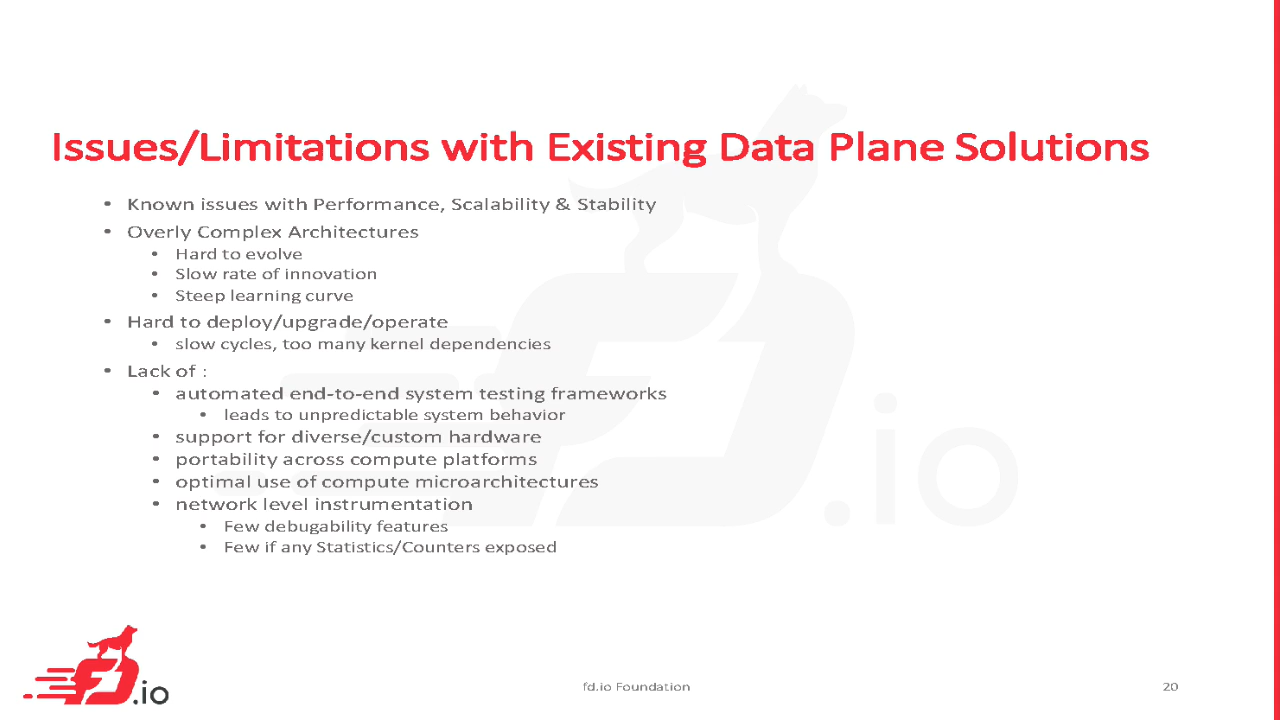 Issues/Limitations with Existing Data Plane Solutions
• Known issues with Performance, Scalability & Stability
• Overly Complex Architectures
• Hard to evolve
• Slow rate of innovation
• Steep learning curve
• Hard to deploy/upgrade/operate
• slow cycles, too many kernel dependencies
• Lack of :
• automated end-to-end system testing frameworks
• leads to unpredictable system behavior
• support for diverse/custom hardware
• portability across compute platforms
• optimal use of compute microarchitectures
• network level instrumentation
• Few debugability features
• Few if any Statistics/Counters exposed
FD.io
fd.io Foundation
20